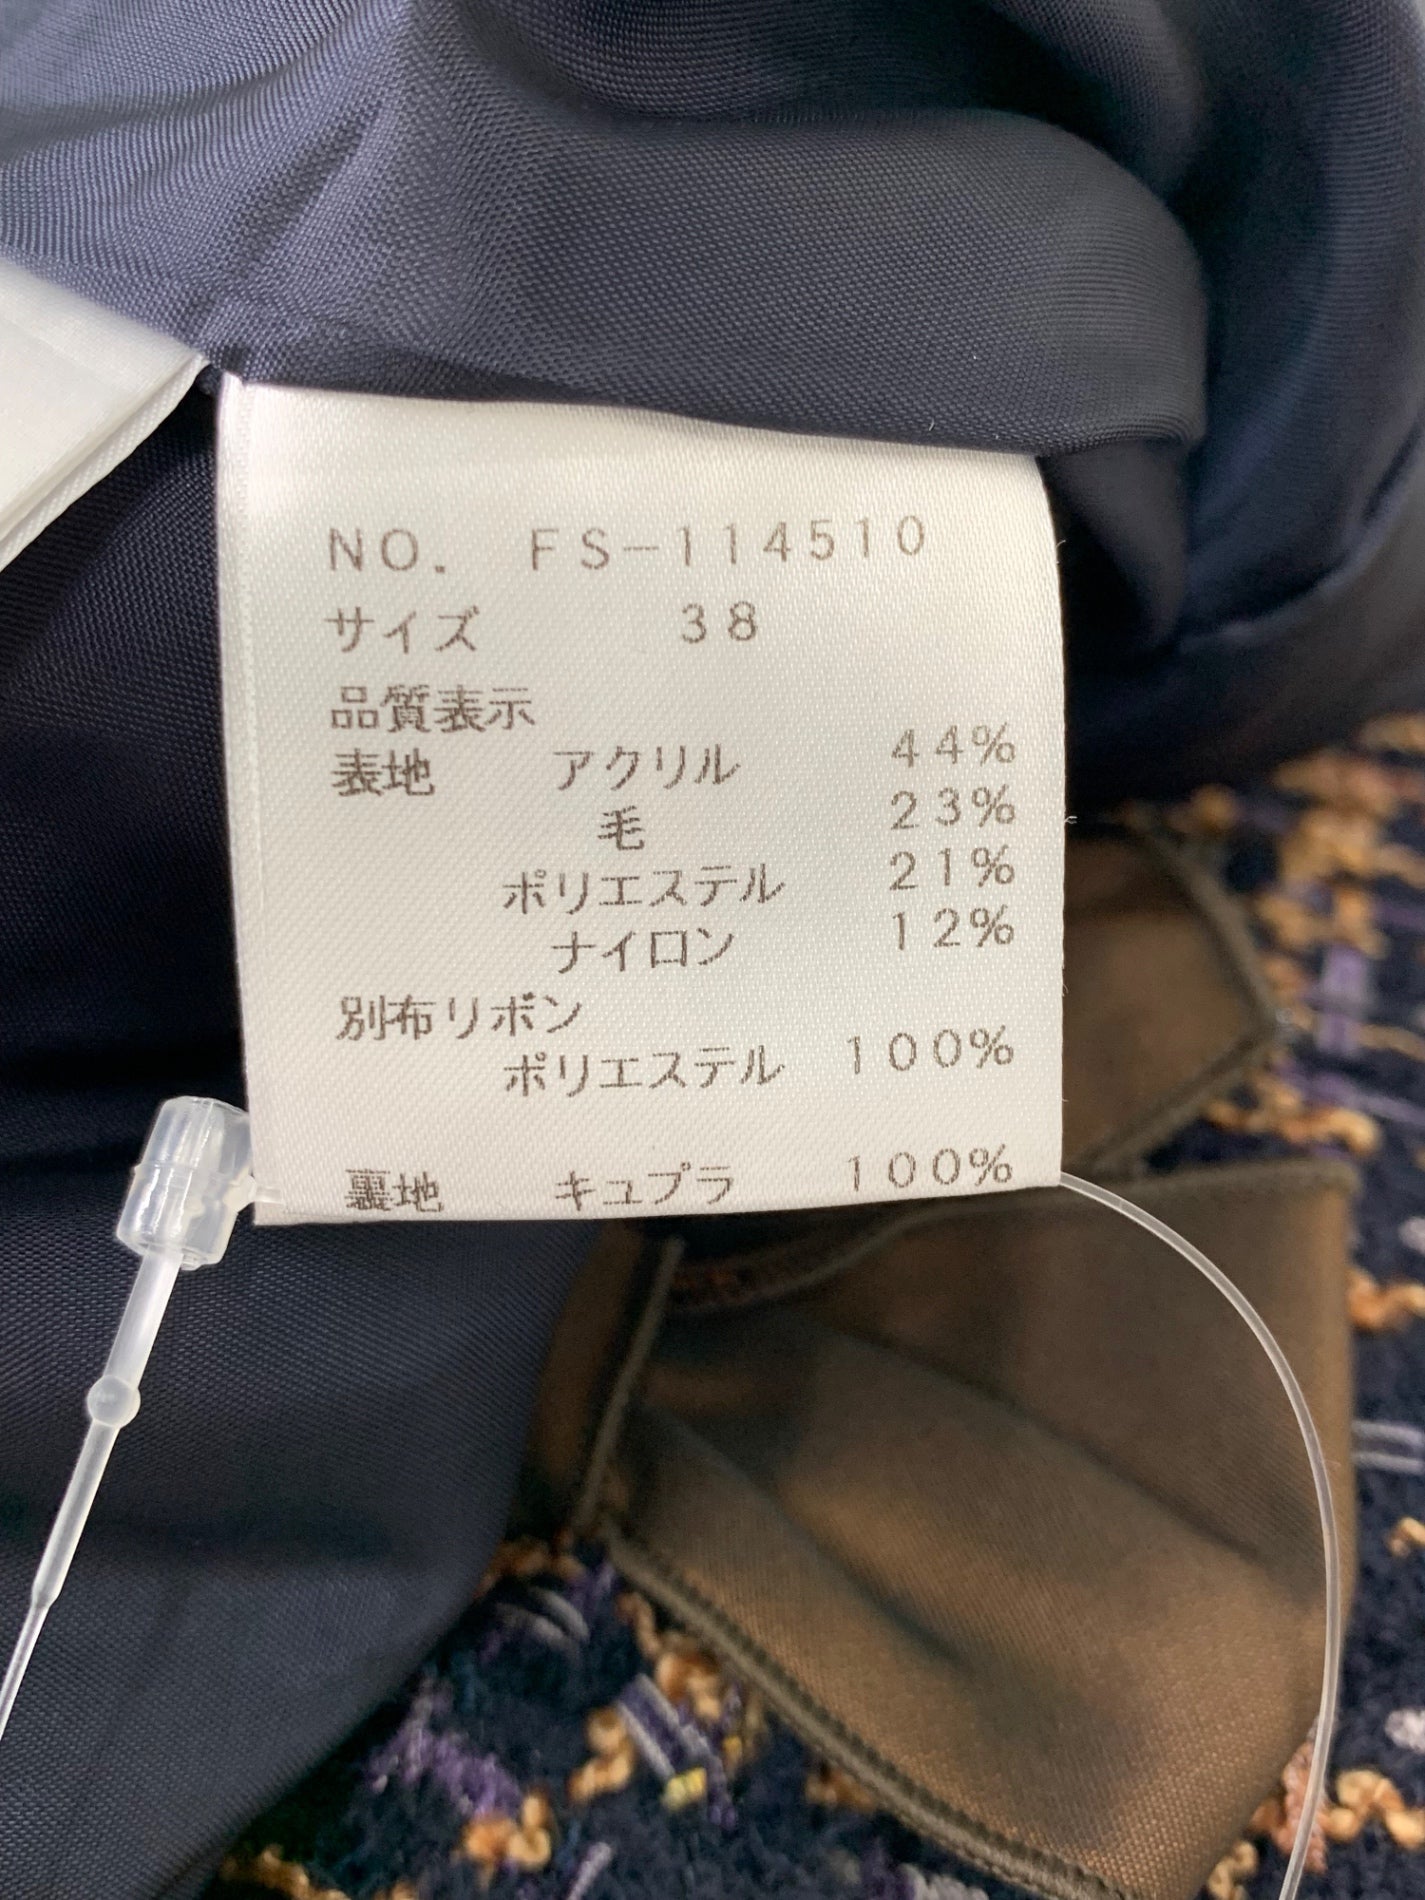 NO. FS-114510
サイズ 38
品質表示
表地 アクリル 44%
毛 23%
ポリエステル 21%
ナイロン 12%
別布リボン
ポリエステル 100%
裏地 キュプラ 100%